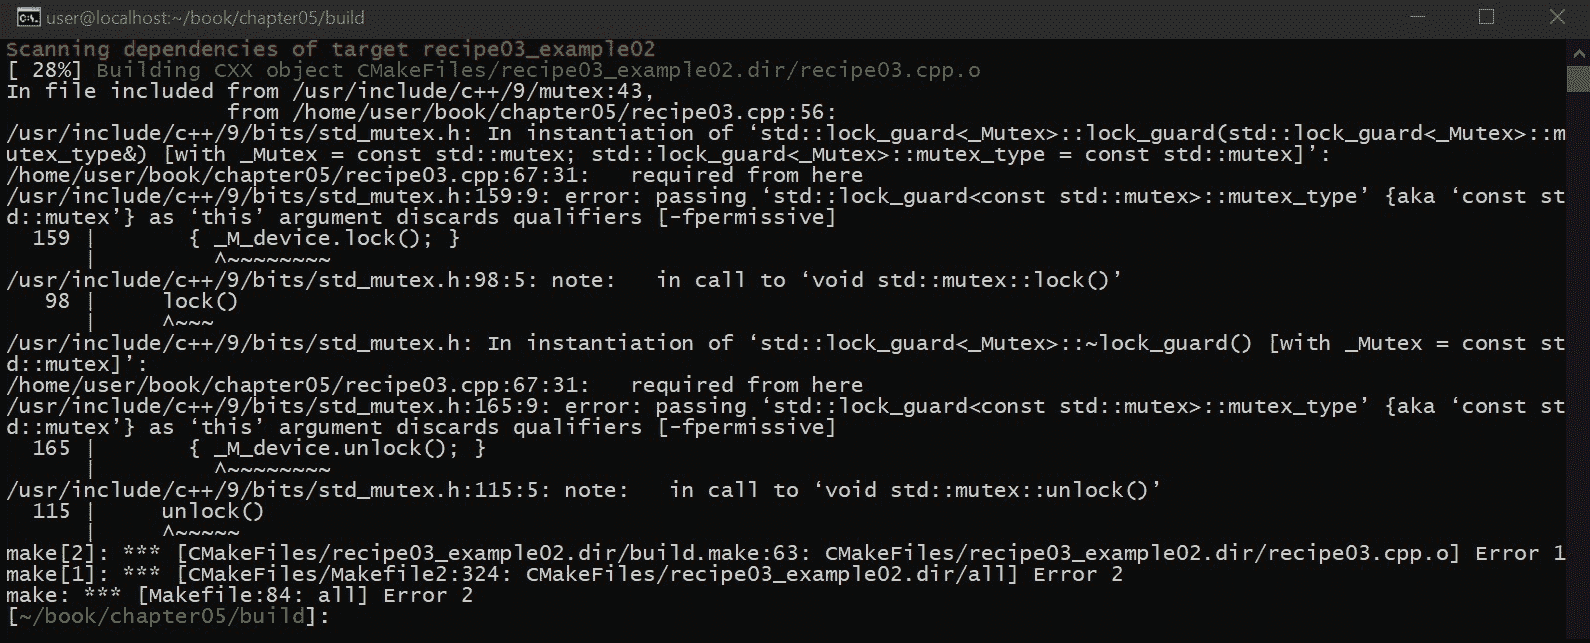 user@localhost:~/book/chapter05/build
Scanning dependencies of target recipe03_example02
[ 28%] Building CXX object CMakeFiles/recipe03_example02.dir/recipe03.cpp.o
In file included from /usr/include/c++/9/mutex:43,
                 from /home/user/book/chapter05/recipe03.cpp:56:
/usr/include/c++/9/bits/std_mutex.h: In instantiation of ‘std::lock_guard<_Mutex>::lock_guard(std::lock_guard<_Mutex>::m
utex_type&) [with _Mutex = const std::mutex; std::lock_guard<_Mutex>::mutex_type = const std::mutex]’:
/home/user/book/chapter05/recipe03.cpp:67:31:   required from here
/usr/include/c++/9/bits/std_mutex.h:159:9: error: passing ‘std::lock_guard<const std::mutex>::mutex_type’ {aka ‘const st
d::mutex’} as ‘this’ argument discards qualifiers [-fpermissive]
  159 |       { _M_device.lock(); }
      |         ^~~~~~~~~
/usr/include/c++/9/bits/std_mutex.h:98:5: note:   in call to ‘void std::mutex::lock()’
   98 |     lock()
      |     ^~~~
/usr/include/c++/9/bits/std_mutex.h: In instantiation of ‘std::lock_guard<_Mutex>::~lock_guard() [with _Mutex = const st
d::mutex]’:
/home/user/book/chapter05/recipe03.cpp:67:31:   required from here
/usr/include/c++/9/bits/std_mutex.h:165:9: error: passing ‘std::lock_guard<const std::mutex>::mutex_type’ {aka ‘const st
d::mutex’} as ‘this’ argument discards qualifiers [-fpermissive]
  165 |       { _M_device.unlock(); }
      |         ^~~~~~~~~
/usr/include/c++/9/bits/std_mutex.h:115:5: note:   in call to ‘void std::mutex::unlock()’
  115 |     unlock()
      |     ^~~~~~
make[2]: *** [CMakeFiles/recipe03_example02.dir/build.make:63: CMakeFiles/recipe03_example02.dir/recipe03.cpp.o] Error 1
make[1]: *** [CMakeFiles/Makefile2:324: CMakeFiles/recipe03_example02.dir/all] Error 2
make: *** [Makefile:84: all] Error 2
[~/book/chapter05/build]: